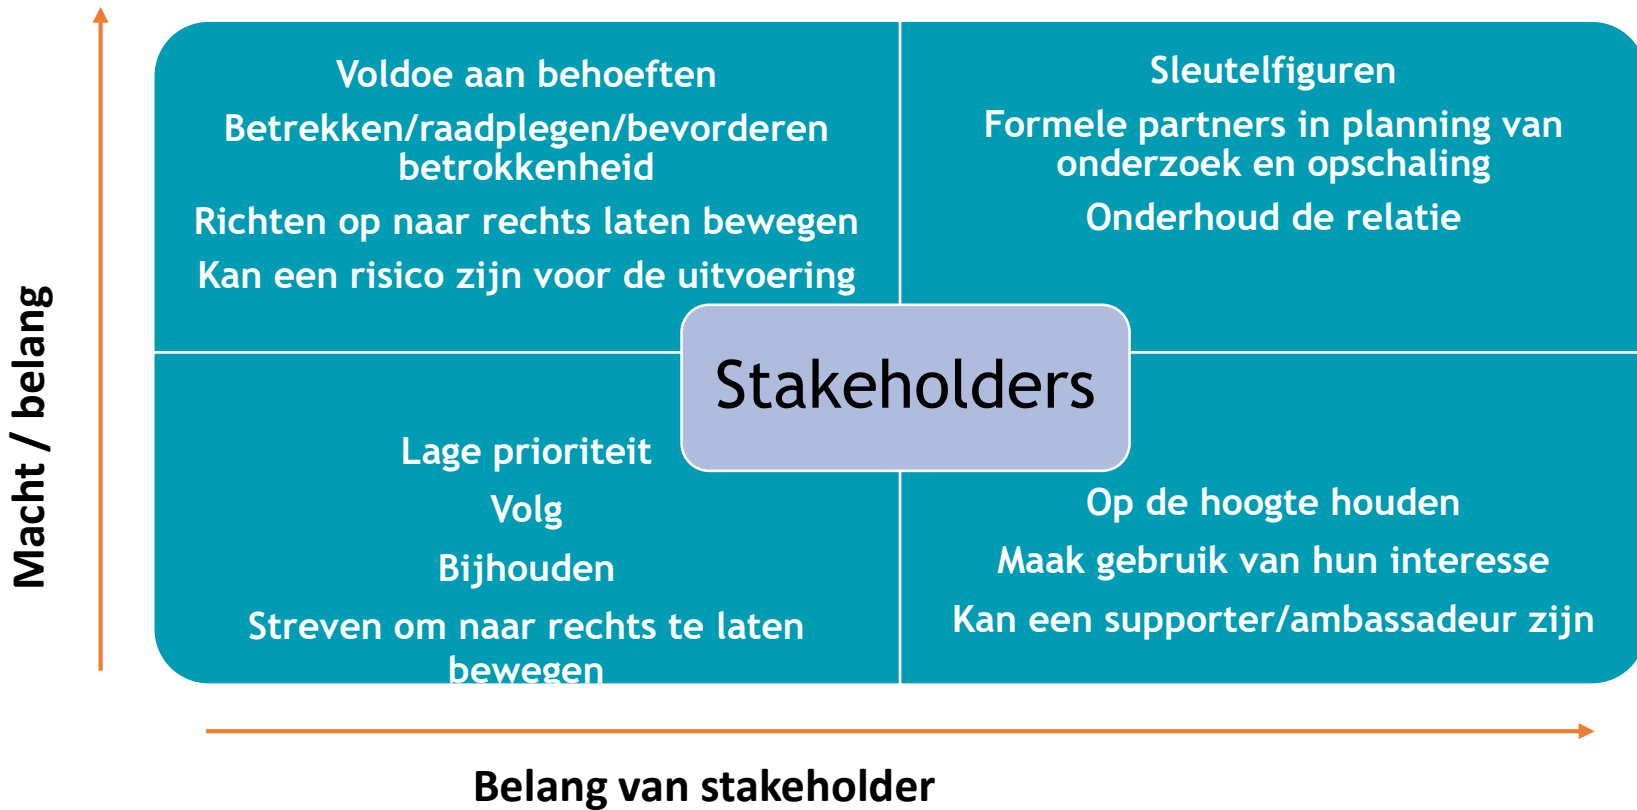 Voldoe aan behoeften
Betrekken/raadplegen/bevorderen
betrokkenheid
Richten op naar rechts laten bewegen
Kan een risico zijn voor de uitvoering
Sleutelfiguren
Formele partners in planning van
onderzoek en opschaling
Onderhoud de relatie
Macht / belang
Stakeholders
Lage prioriteit
Volg
Bijhouden
Streven om naar rechts te laten
bewegen
Op de hoogte houden
Maak gebruik van hun interesse
Kan een supporter/ambassadeur zijn
Belang van stakeholder